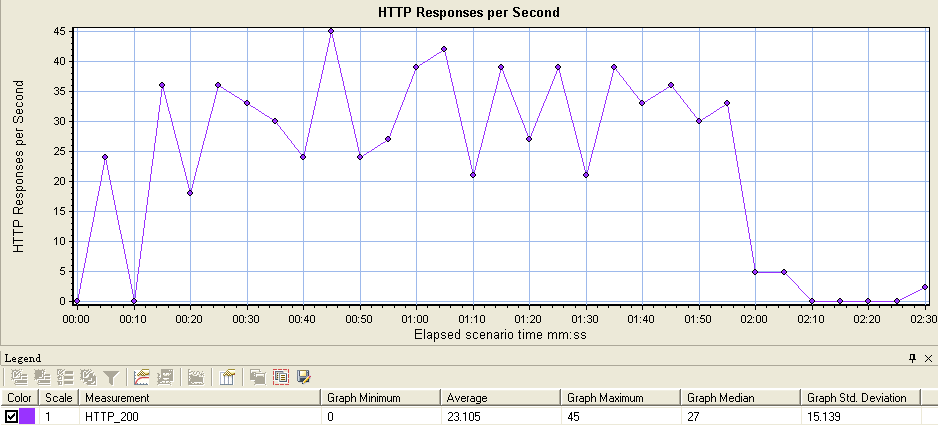 HTTP Responses per Second
HTTP Responses per Second
45
40
35
30
25
20
15
10
5
0
00:00 00:10 00:20 00:30 00:40 00:50 01:00 01:10 01:20 01:30 01:40 01:50 02:00 02:10 02:20 02:30
Elapsed scenario time mm:ss
Legend
Color Scale Measurement Graph Minimum Average Graph Maximum Graph Median Graph Std. Deviation
1 HTTP_200 0 23.105 45 27 15.139